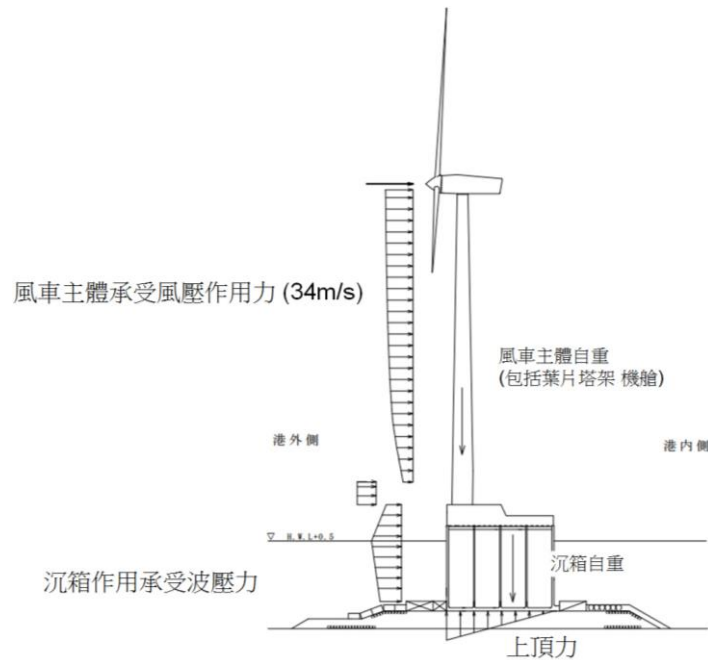 風車主體承受風壓作用力 (34m/s)
風車主體自重
(包括葉片塔架 機艙)
港外側
港內側
H.W.L+0.5
沉箱自重
沉箱作用承受波壓力
上頂力